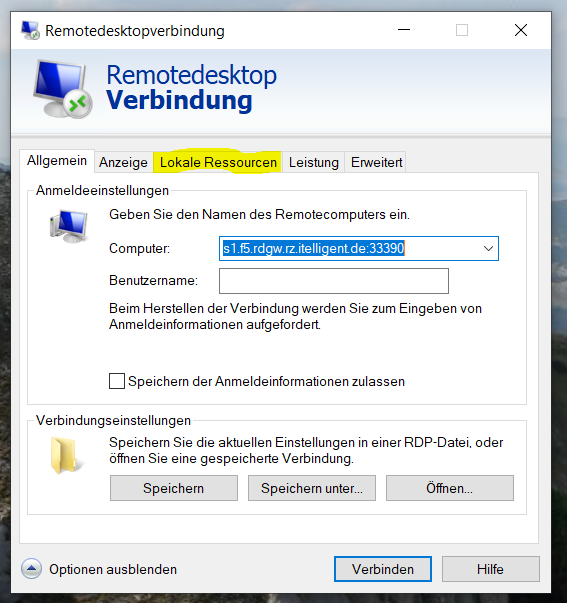 Remotedesktopverbindung
Remotedesktop
Verbindung
Allgemein Anzeige Lokale Ressourcen Leistung Erweitert
Anmeldeeinstellungen
Geben Sie den Namen des Remotecomputers ein.
Computer: s1.f5.rdgw.rz.itelligent.de:33390
Benutzername:
Beim Herstellen der Verbindung werden Sie zum Eingeben von
Anmeldeinformationen aufgefordert.
Speichern der Anmeldeinformationen zulassen
Verbindungseinstellungen
Speichern Sie die aktuellen Einstellungen in einer RDP-Datei, oder
öffnen Sie eine gespeicherte Verbindung.
Speichern Speichern unter... Öffnen...
Optionen ausblenden Verbinden Hilfe